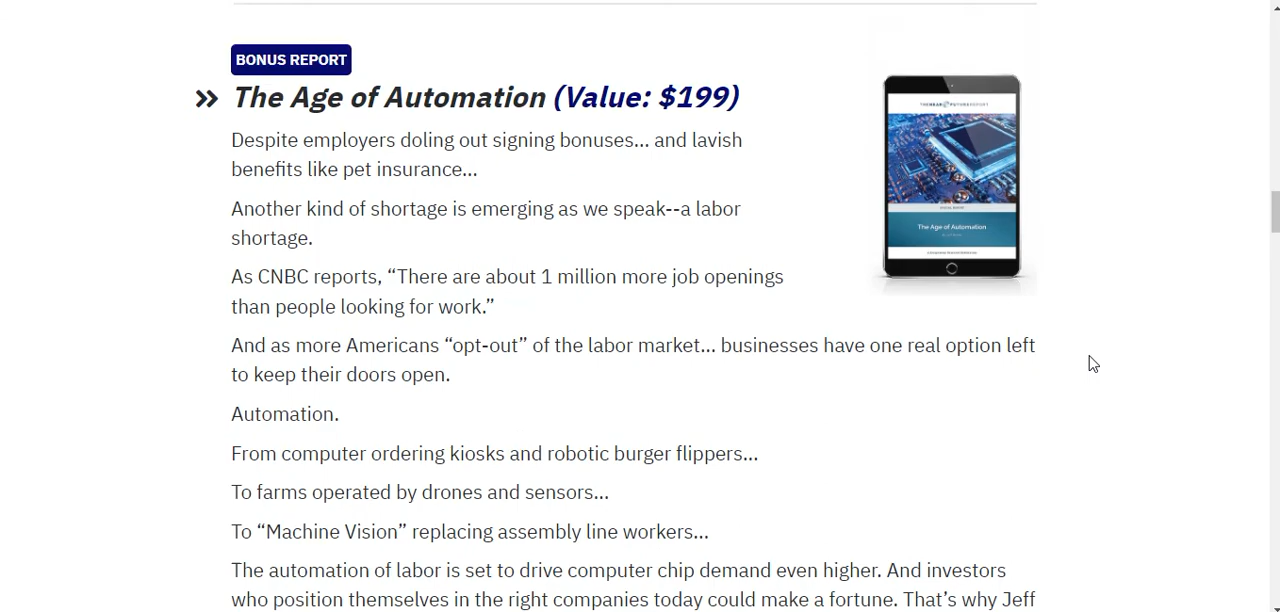 BONUS REPORT
The Age of Automation (Value: $199)
Despite employers doling out signing bonuses... and lavish
benefits like pet insurance...
Another kind of shortage is emerging as we speak--a labor
shortage.
As CNBC reports, “There are about 1 million more job openings
than people looking for work.”
And as more Americans “opt-out” of the labor market... businesses have one real option left
to keep their doors open.
Automation.
From computer ordering kiosks and robotic burger flippers...
To farms operated by drones and sensors...
To “Machine Vision” replacing assembly line workers...
The automation of labor is set to drive computer chip demand even higher. And investors
who position themselves in the right companies today could make a fortune. That’s why Jeff
The Age of Automation